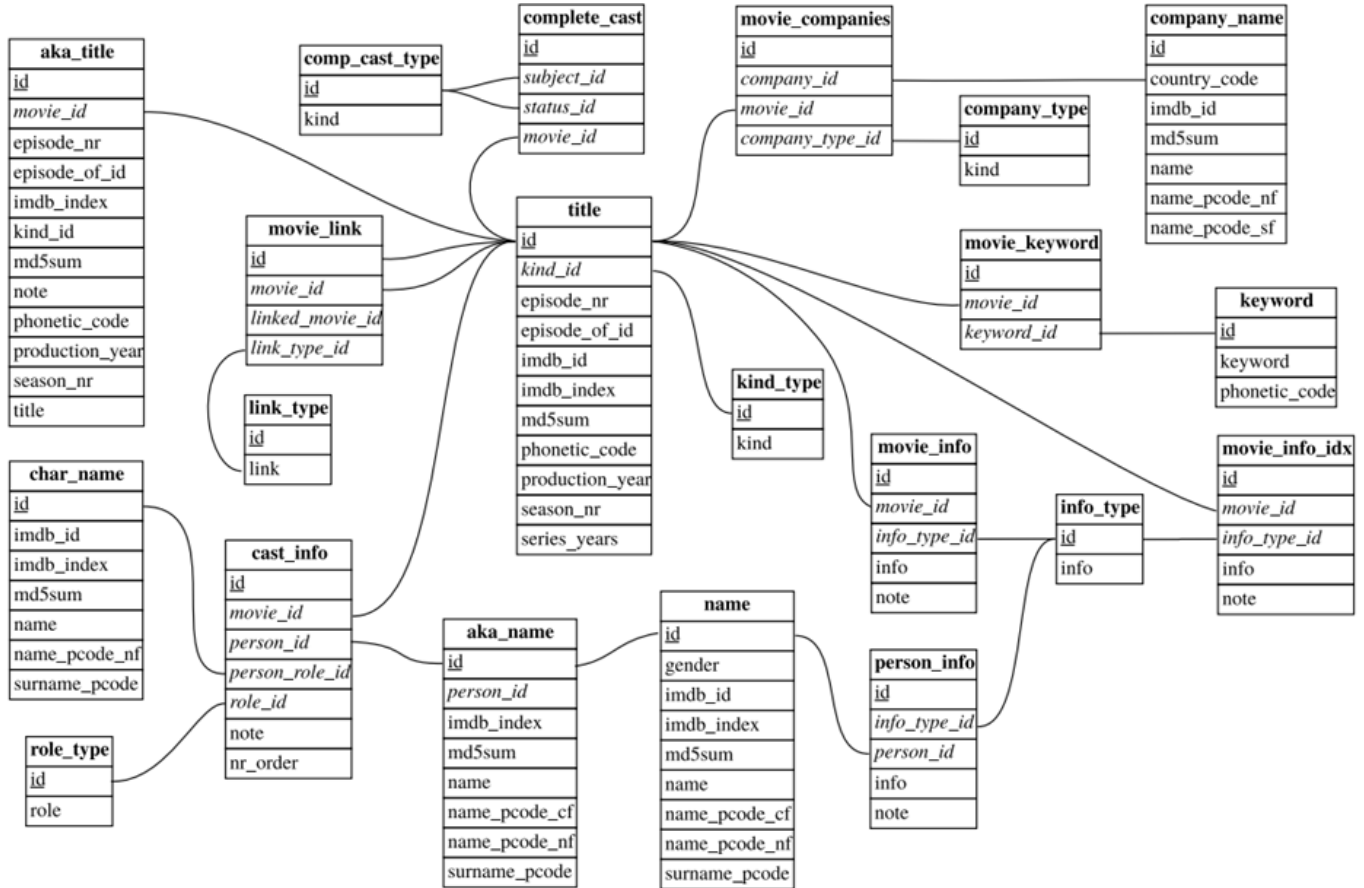 aka_title
id
movie_id
episode_nr
episode_of_id
imdb_index
kind_id
md5sum
note
phonetic_code
production_year
season_nr
title
comp_cast_type
id
kind
complete_cast
id
subject_id
status_id
movie_id
movie_companies
id
company_id
movie_id
company_type_id
company_name
id
country_code
imdb_id
md5sum
name
name_pcode_nf
name_pcode_sf
company_type
id
kind
movie_link
id
movie_id
linked_movie_id
link_type_id
title
id
kind_id
episode_nr
episode_of_id
imdb_id
imdb_index
md5sum
phonetic_code
production_year
season_nr
series_years
movie_keyword
id
movie_id
keyword_id
keyword
id
keyword
phonetic_code
link_type
id
link
kind_type
id
kind
char_name
id
imdb_id
imdb_index
md5sum
name
name_pcode_nf
surname_pcode
cast_info
id
movie_id
person_id
person_role_id
role_id
note
nr_order
movie_info
id
movie_id
info_type_id
info
note
info_type
id
info
movie_info_idx
id
movie_id
info_type_id
info
note
role_type
id
role
aka_name
id
person_id
imdb_index
md5sum
name
name_pcode_cf
name_pcode_nf
surname_pcode
name
id
gender
imdb_id
imdb_index
md5sum
name
name_pcode_cf
name_pcode_nf
surname_pcode
person_info
id
info_type_id
person_id
info
note